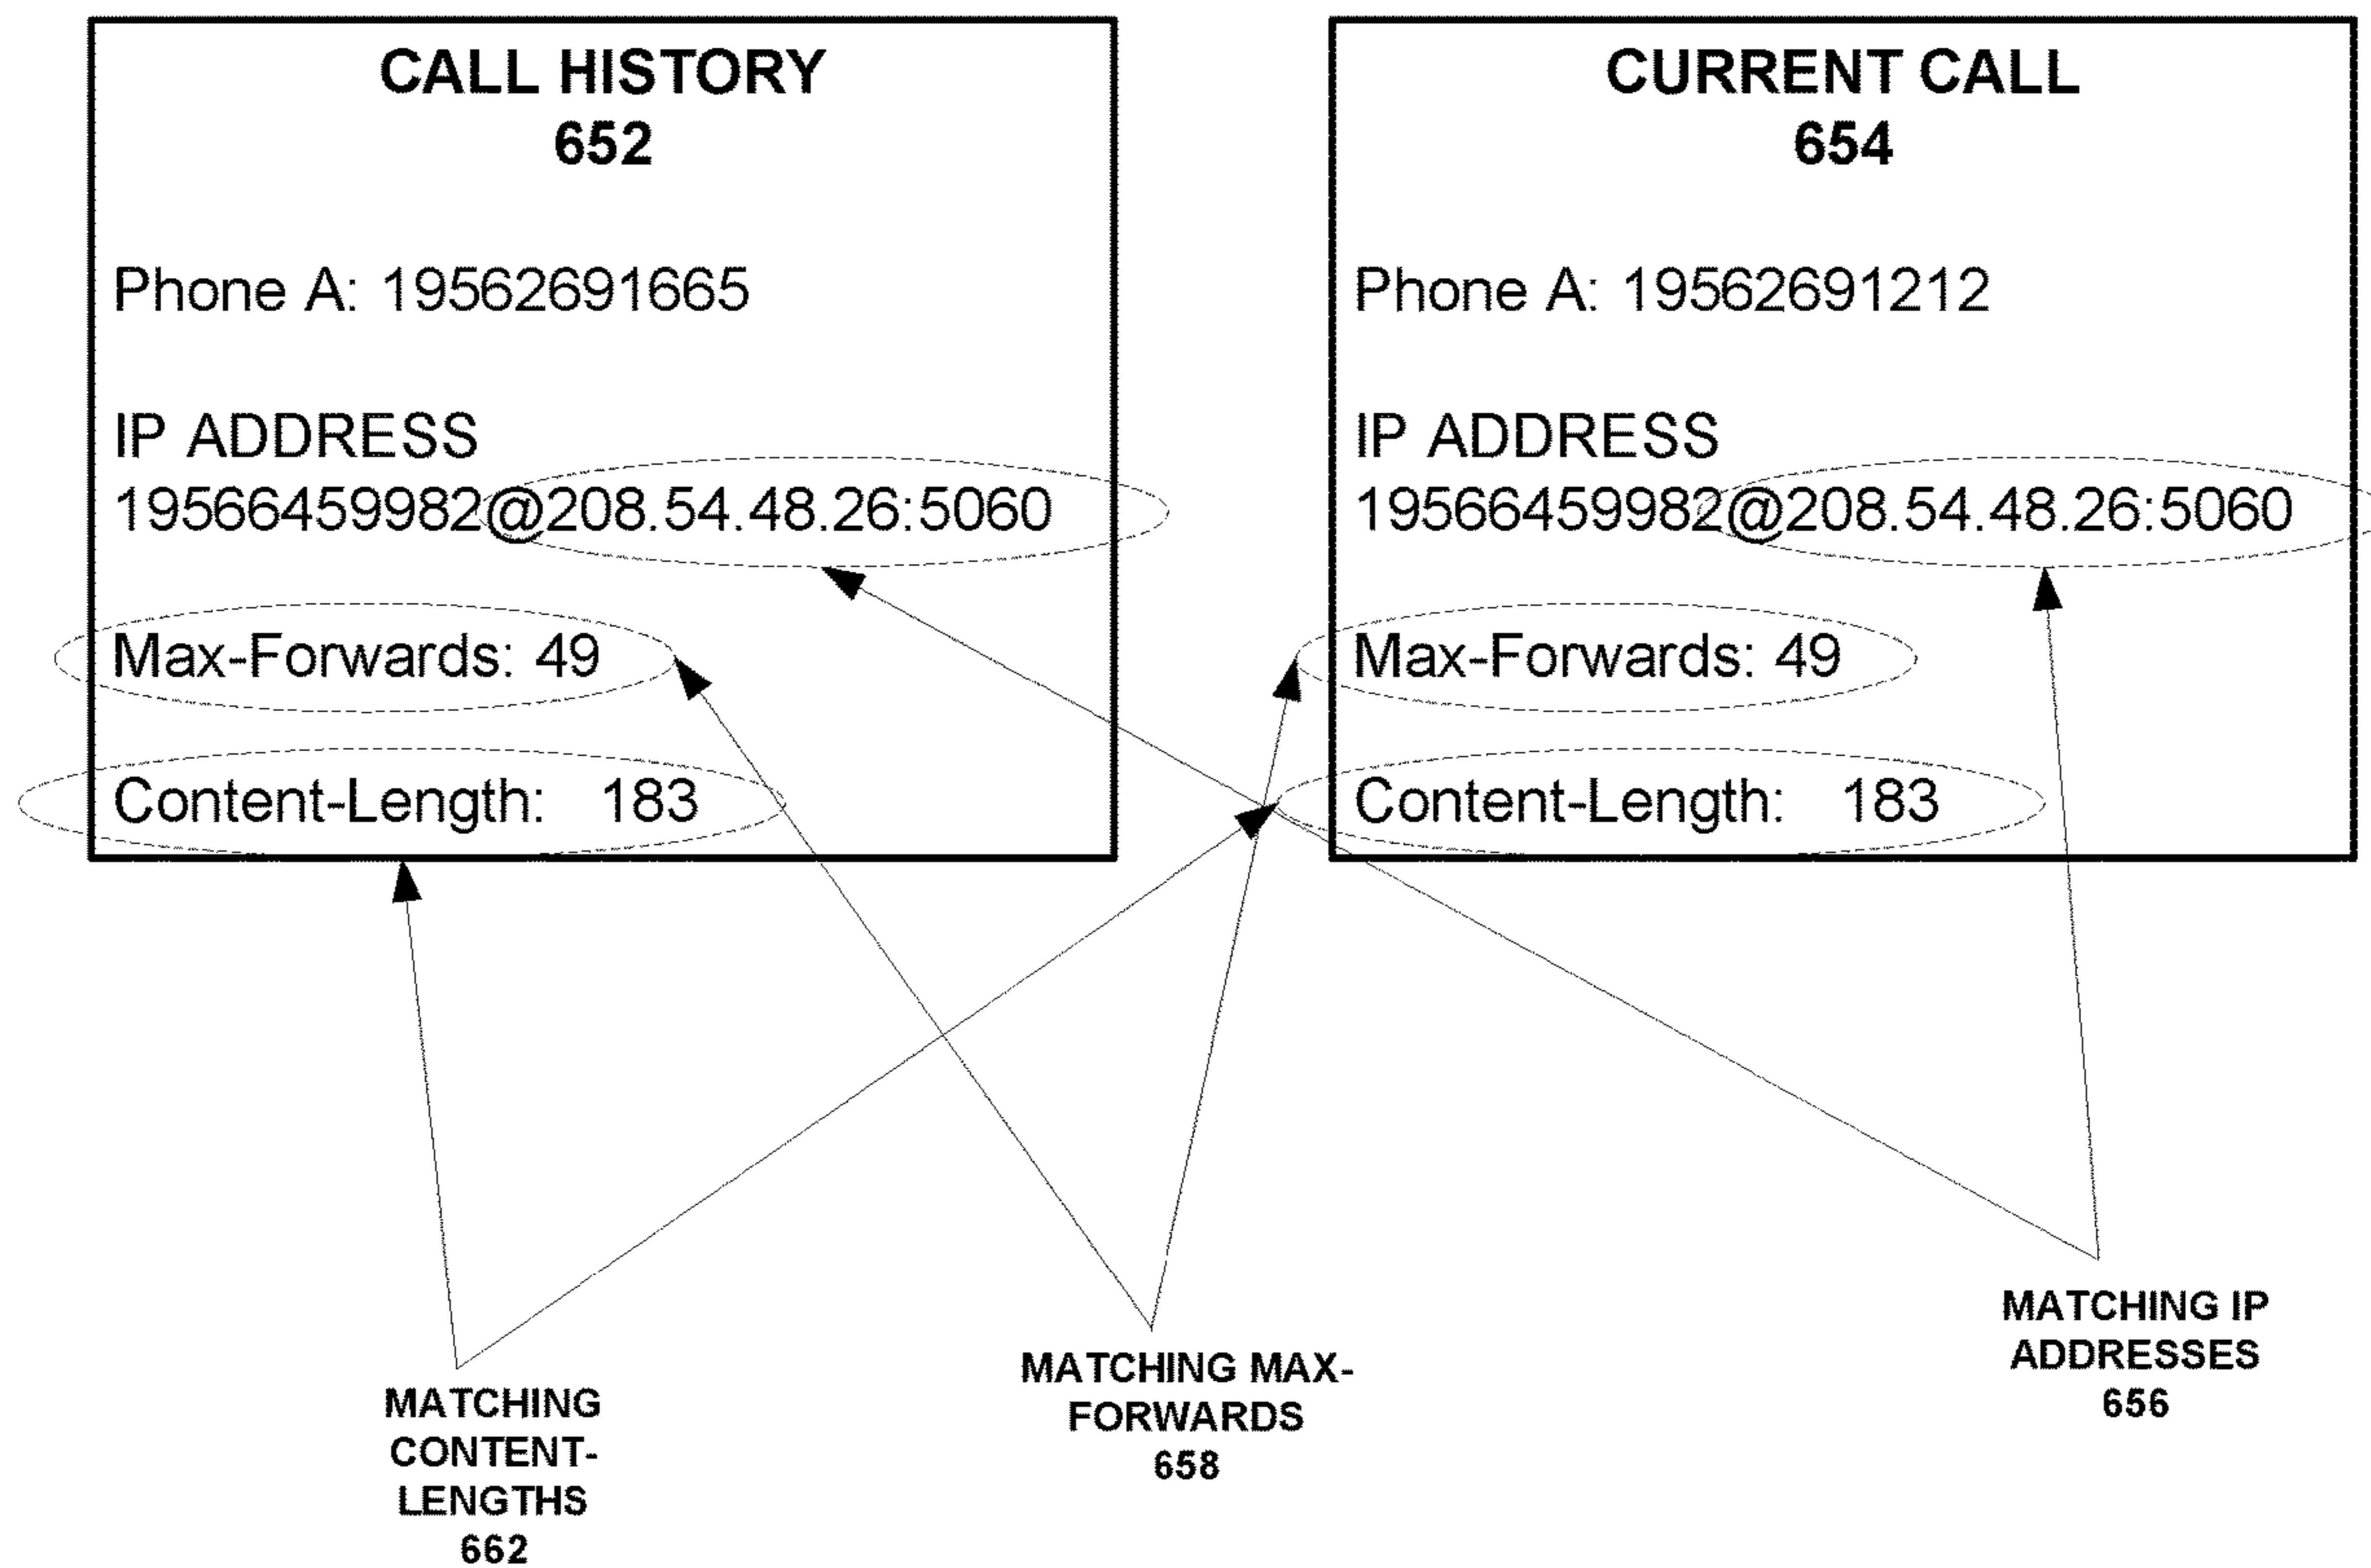 CALL HISTORY
652
Phone A: 19562691665
IP ADDRESS
19566459982@208.54.48.26:5060
Max-Forwards: 49
Content-Length: 183
CURRENT CALL
654
Phone A: 19562691212
IP ADDRESS
19566459982@208.54.48.26:5060
Max-Forwards: 49
Content-Length: 183
MATCHING
CONTENT-
LENGTHS
662
MATCHING MAX-
FORWARDS
658
MATCHING IP
ADDRESSES
656